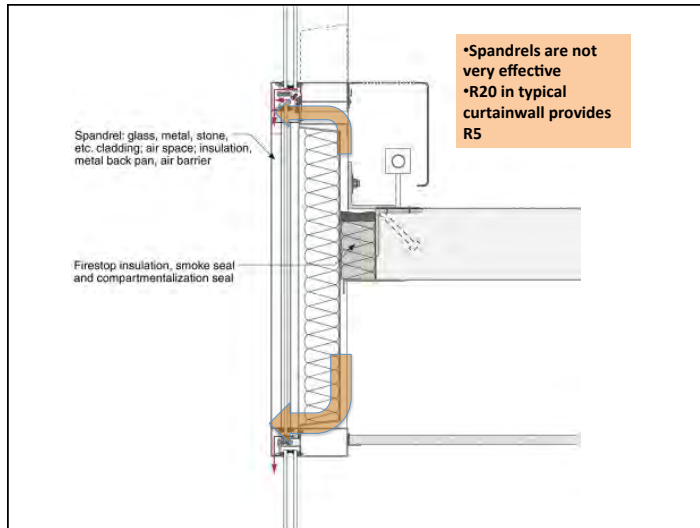 •Spandrels are not
very effective
•R20 in typical
curtainwall provides
R5
Spandrel: glass, metal, stone,
etc. cladding; air space; insulation,
metal back pan, air barrier
Firestop insulation, smoke seal
and compartmentalization seal